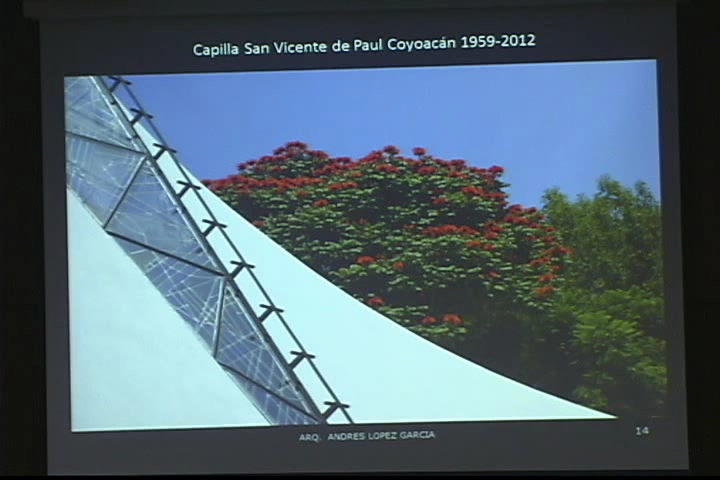 Capilla San Vicente de Paul Coyoacán 1959-2012
ARQ. ANDRES LOPEZ GARCIA
14